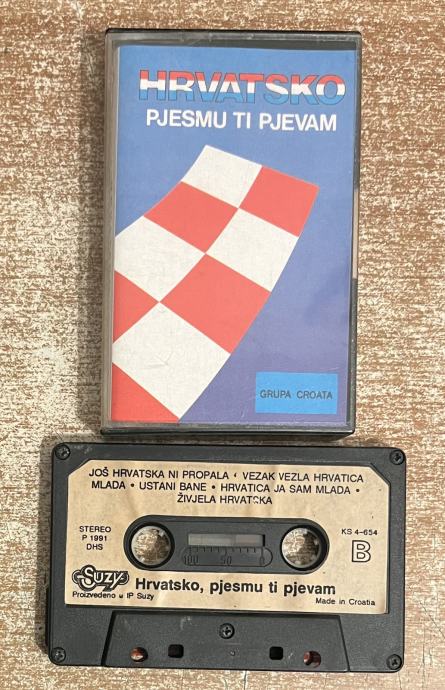 HRVATSKO
PJESMU TI PJEVAM
GRUPA CROATA
JOŠ HRVATSKA NI PROPALA • VEZAK VEZLA HRVATICA
MLADA • USTANI BANE • HRVATICA JA SAM MLADA •
ŽIVJELA HRVATSKA
STEREO
P 1991
DHS
KS 4-654
B
100 50 0
SUZY
Hrvatsko, pjesmu ti pjevam
Proizvedeno u IP Suzy
Made in Croatia